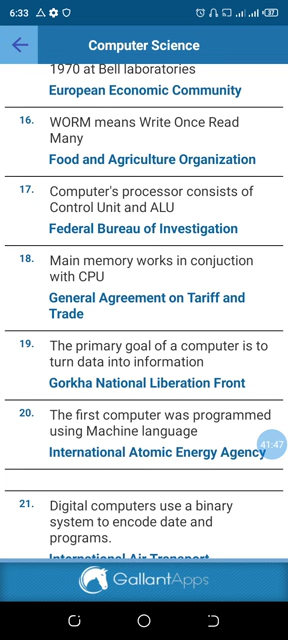 6:33
37
Computer Science
1970 at Bell laboratories
European Economic Community
16. WORM means Write Once Read
Many
Food and Agriculture Organization
17. Computer's processor consists of
Control Unit and ALU
Federal Bureau of Investigation
18. Main memory works in conjuction
with CPU
General Agreement on Tariff and
Trade
19. The primary goal of a computer is to
turn data into information
Gorkha National Liberation Front
20. The first computer was programmed
using Machine language
International Atomic Energy Agency
41:47
21. Digital computers use a binary
system to encode date and
programs.
International Air Transport
GallantApps